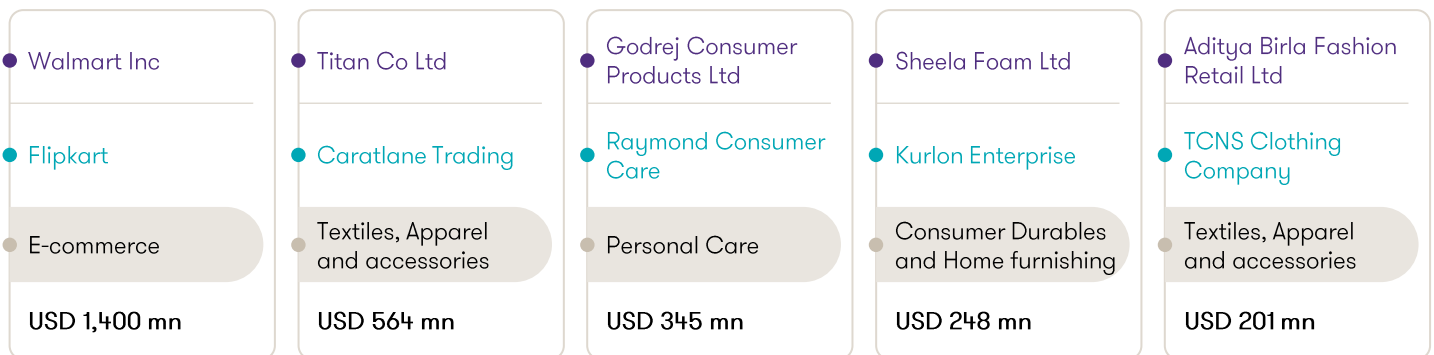 Walmart Inc
Flipkart
E-commerce
USD 1,400 mn
Titan Co Ltd
Caratlane Trading
Textiles, Apparel
and accessories
USD 564 mn
Godrej Consumer
Products Ltd
Raymond Consumer
Care
Personal Care
USD 345 mn
Sheela Foam Ltd
Kurlon Enterprise
Consumer Durables
and Home furnishing
USD 248 mn
Aditya Birla Fashion
Retail Ltd
TCNS Clothing
Company
Textiles, Apparel
and accessories
USD 201 mn